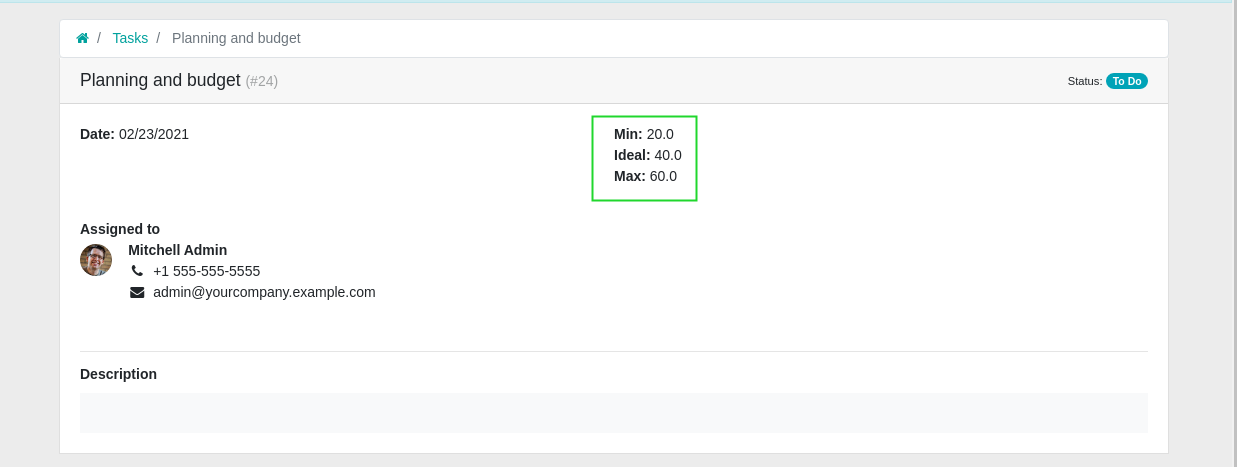 / Tasks / Planning and budget
Planning and budget (#24)
Status: To Do
Date: 02/23/2021
Min: 20.0
Ideal: 40.0
Max: 60.0
Assigned to
Mitchell Admin
+1 555-555-5555
admin@yourcompany.example.com
Description